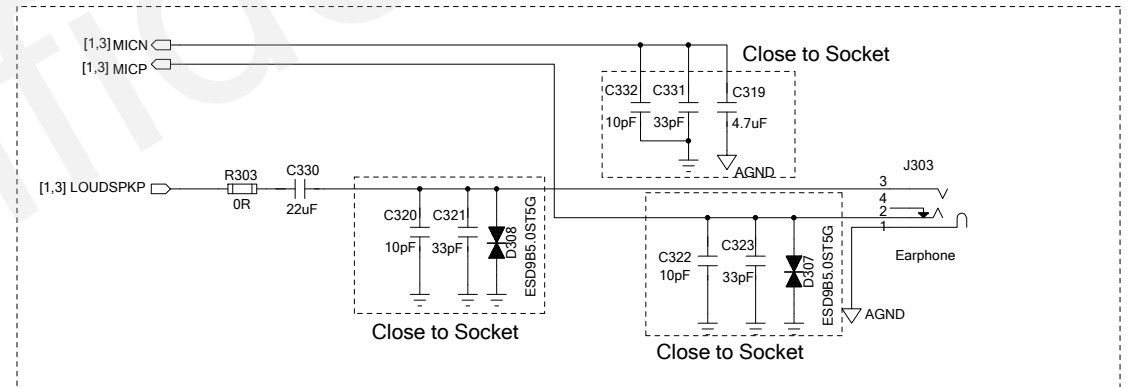 fi
[1,3] MICN
[1,3] MICP
Close to Socket
C332 C331 C319
10pF 33pF 4.7uF
AGND
J303
[1,3] LOUDSPKP
R303
0R
C330
22uF
3
4
2
1
C320 C321
10pF 33pF
D308
ESD9B5.0ST5G
Close to Socket
C322 C323
10pF 33pF
D307
ESD9B5.0ST5G
Close to Socket
Earphone
AGND